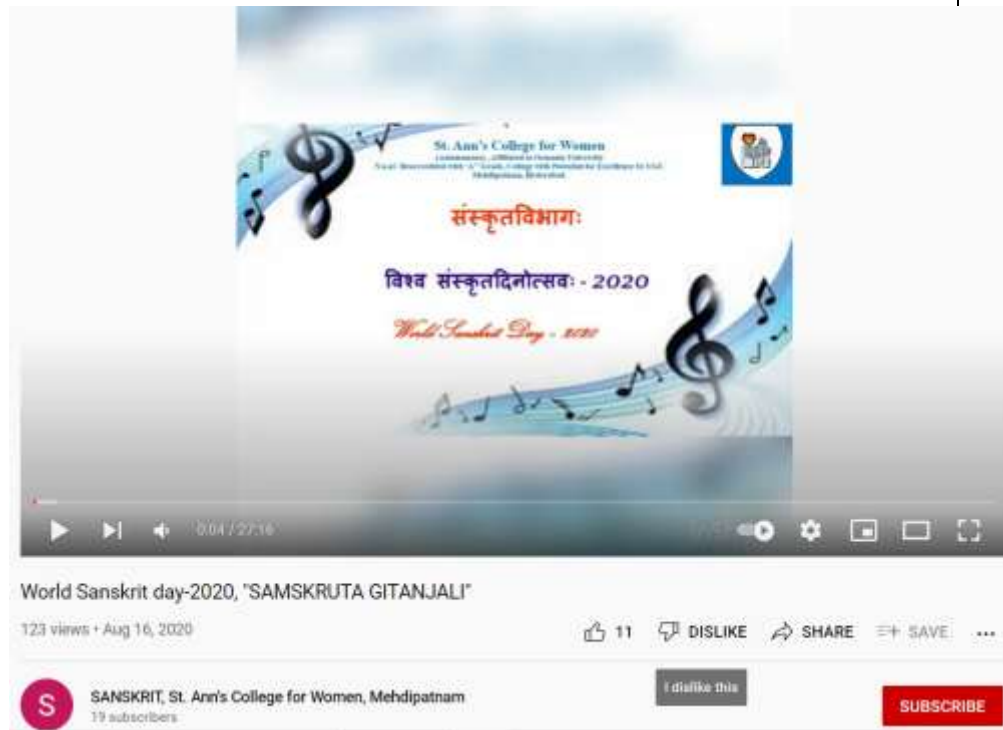 St. Ann's College for Women
Mehdipatnam, Hyderabad
संस्कृतविभागः
विश्व संस्कृतदिनोत्सवः - 2020
World Sanskrit Day - 2020
0:04 / 27:16
World Sanskrit day-2020, "SAMSKRUTA GITANJALI"
123 views • Aug 16, 2020
11 DISLIKE SHARE SAVE ...
I dislike this
S
SANSKRIT, St. Ann's College for Women, Mehdipatnam
19 subscribers
SUBSCRIBE